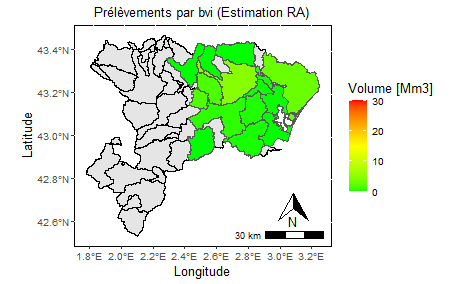 Prélèvements par bvi (Estimation RA)
43.4°N
43.2°N
43.0°N
42.8°N
42.6°N
Latitude
1.8°E 2.0°E 2.2°E 2.4°E 2.6°E 2.8°E 3.0°E 3.2°E
Longitude
30 km
N
Volume [Mm3]
30
20
10
0